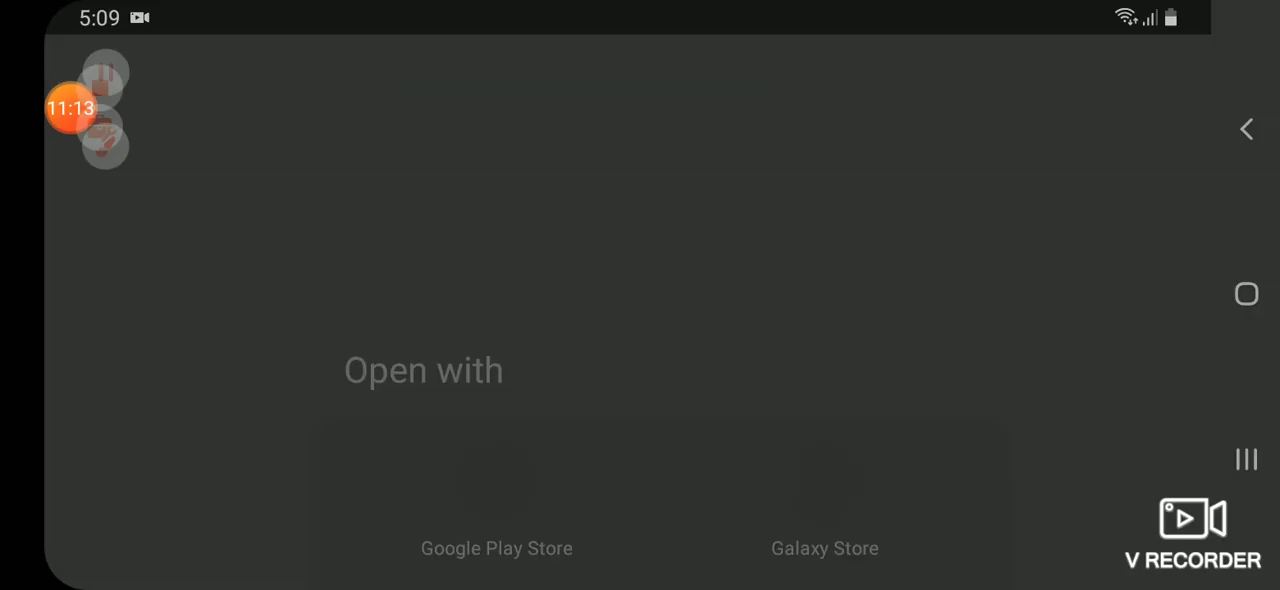 5:09
11:13
Open with
Google Play Store
Galaxy Store
V RECORDER